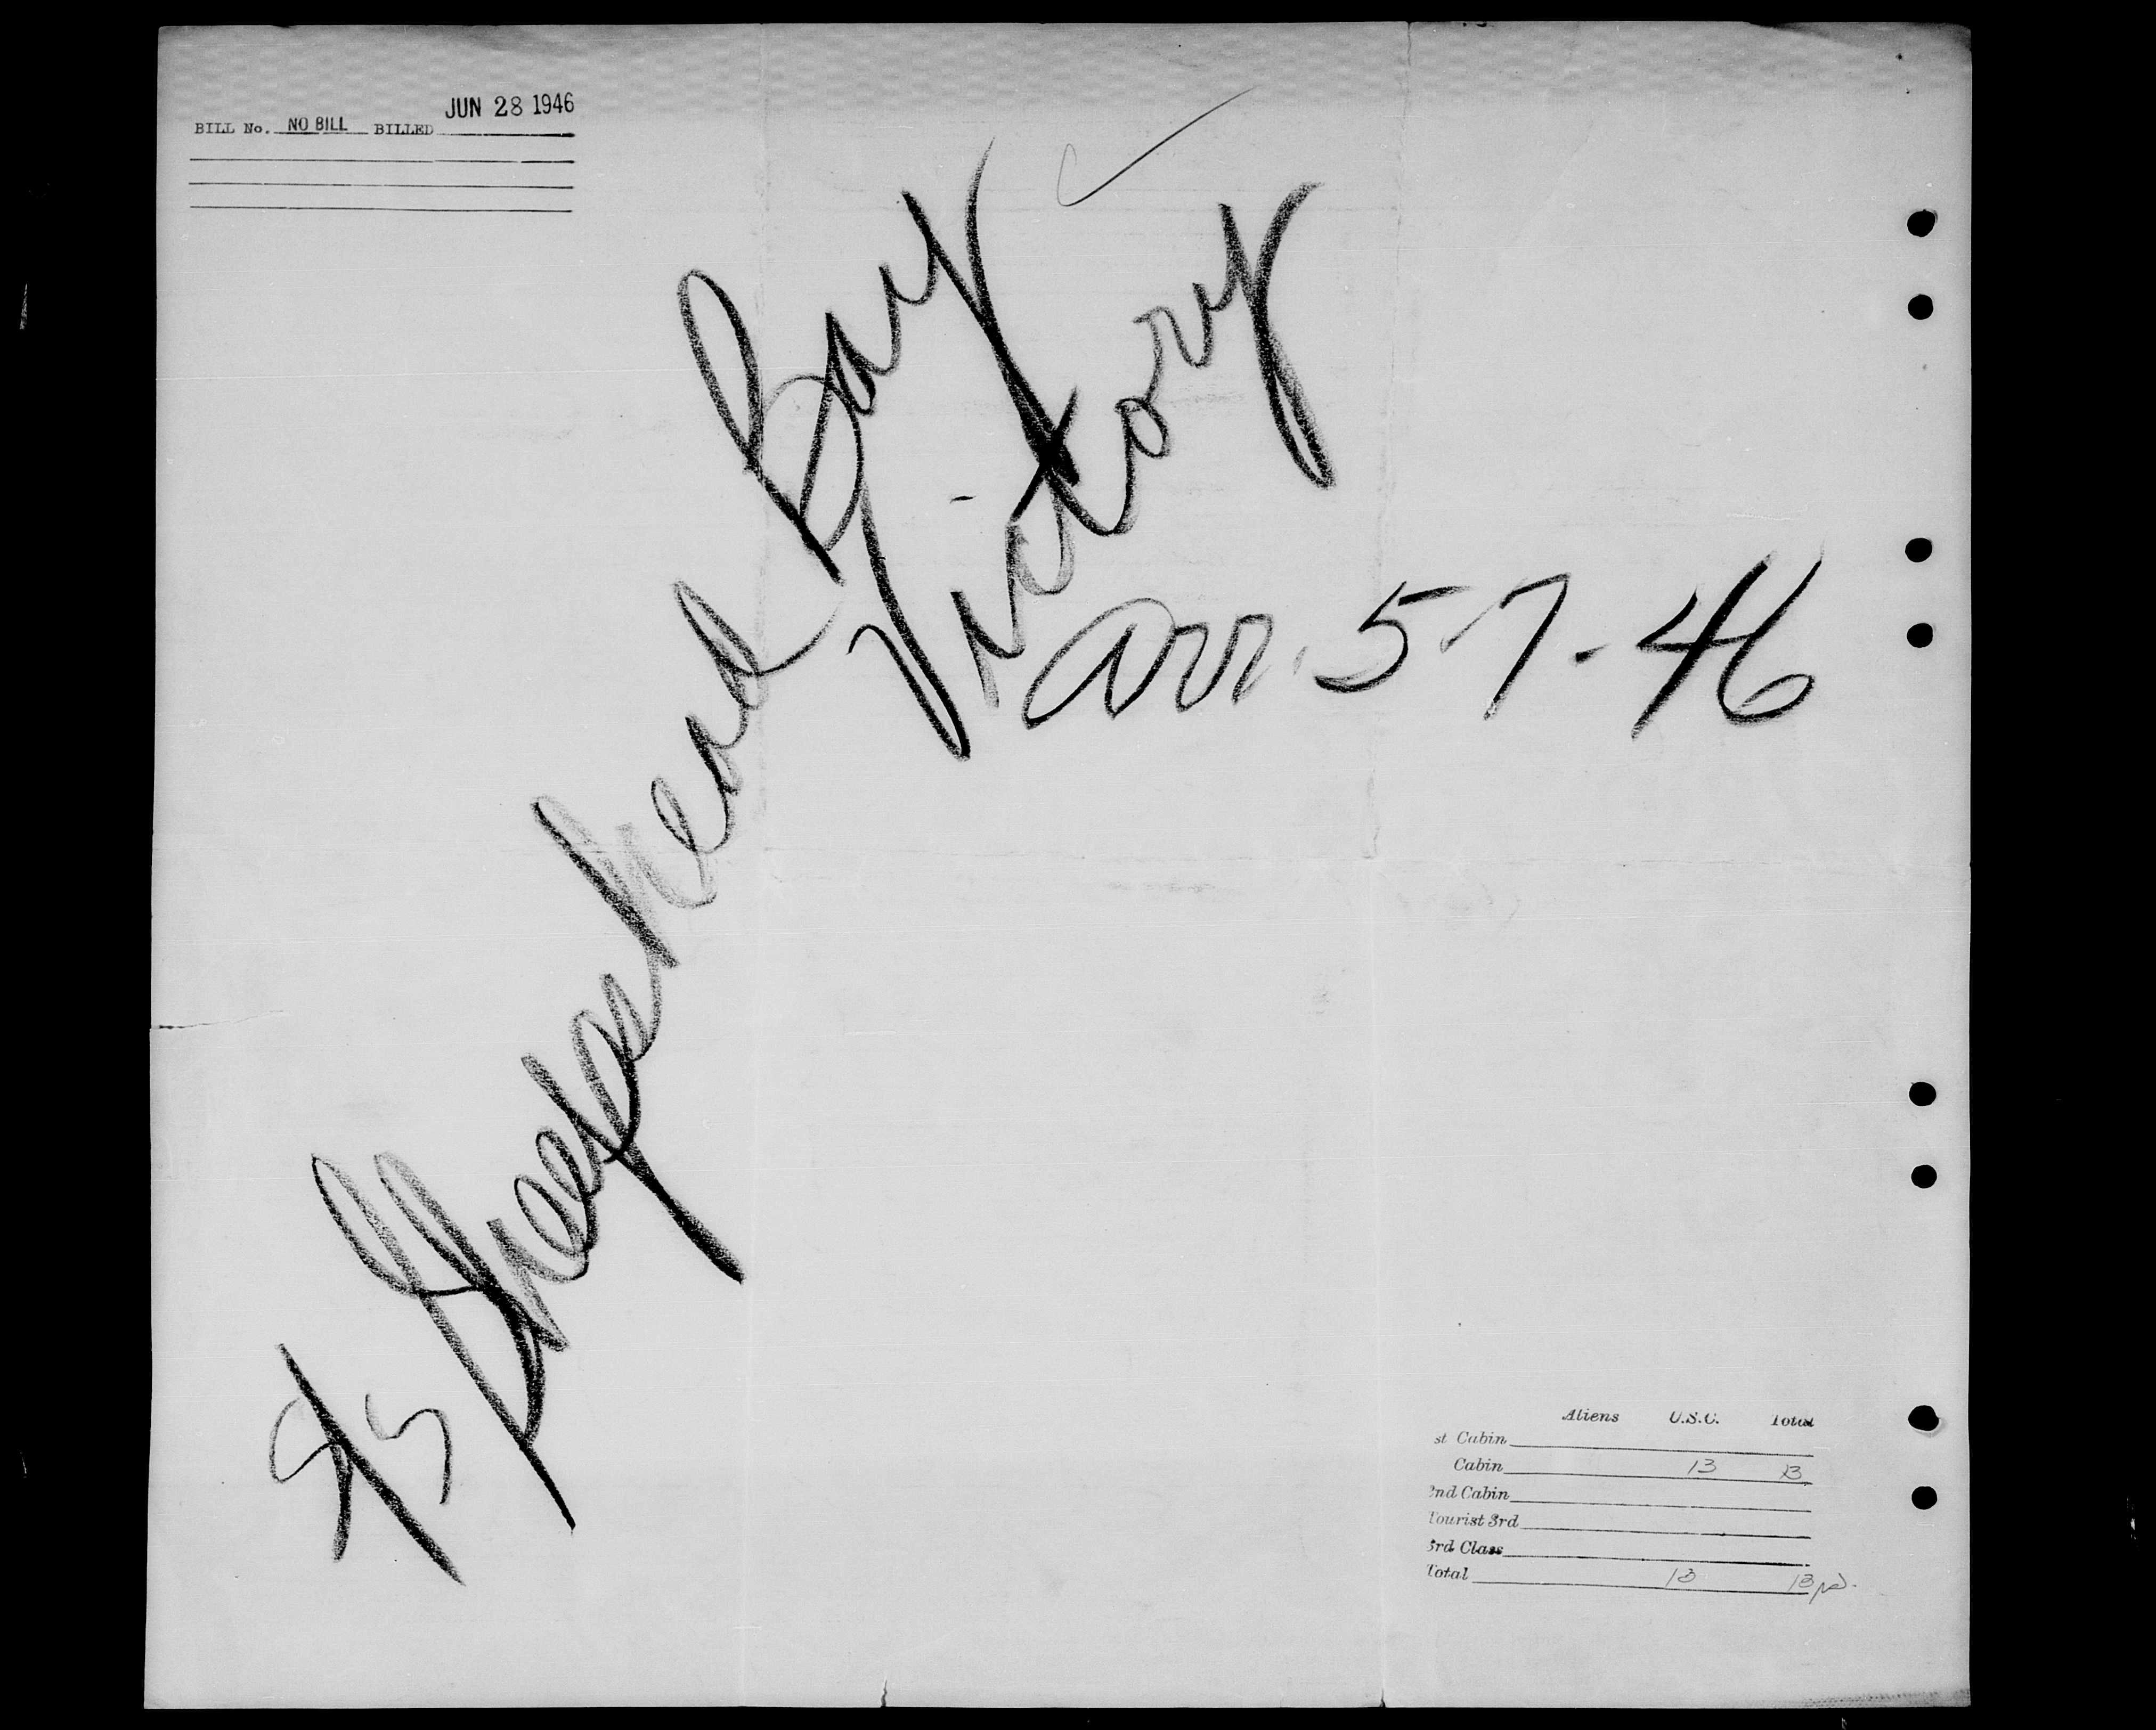 JUN 28 1946
BILL No. NO BILL BILLED
S/S Sheepshead Bay
Victory
arr. 5-7-46
Aliens U.S.C. Total
st Cabin
Cabin 13 13
2nd Cabin
Tourist 3rd
3rd Class
Total 13 13